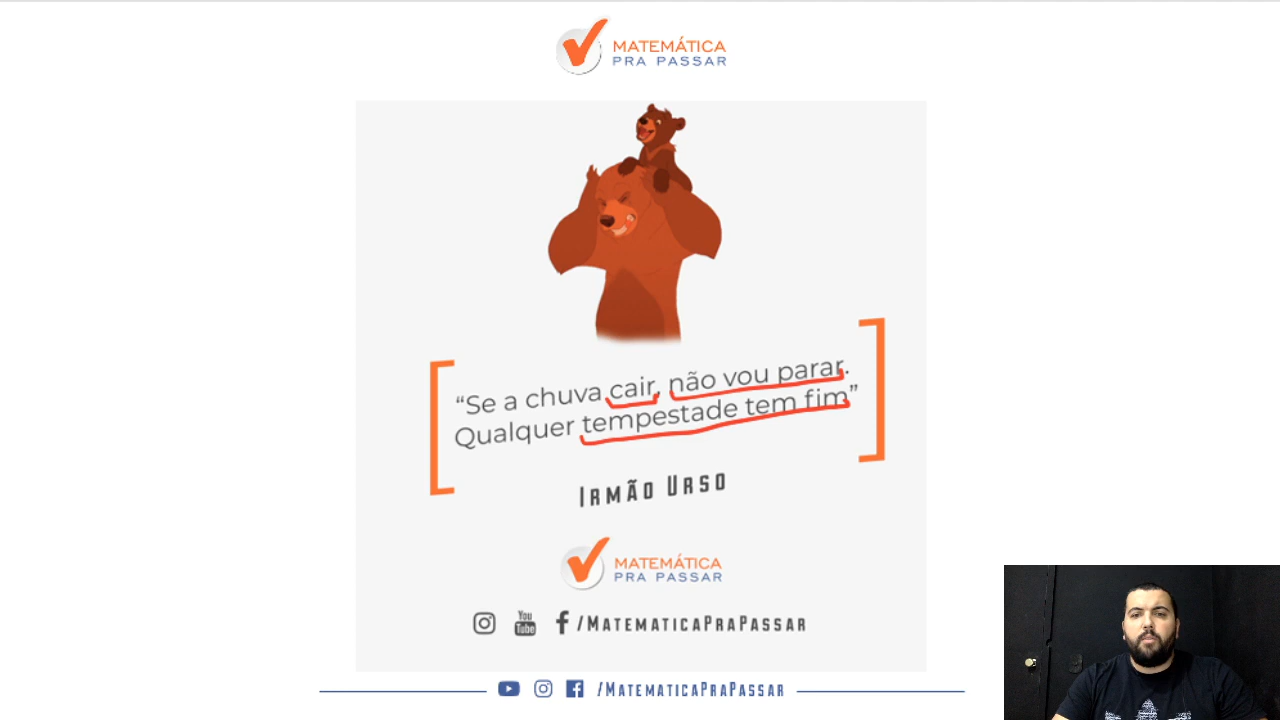 MATEMÁTICA
PRA PASSAR
“Se a chuva cair, não vou parar.
Qualquer tempestade tem fim”
IRMÃO URSO
MATEMÁTICA
PRA PASSAR
You
Tube
/MATEMATICAPRAPASSAR
/MATEMATICAPRAPASSAR